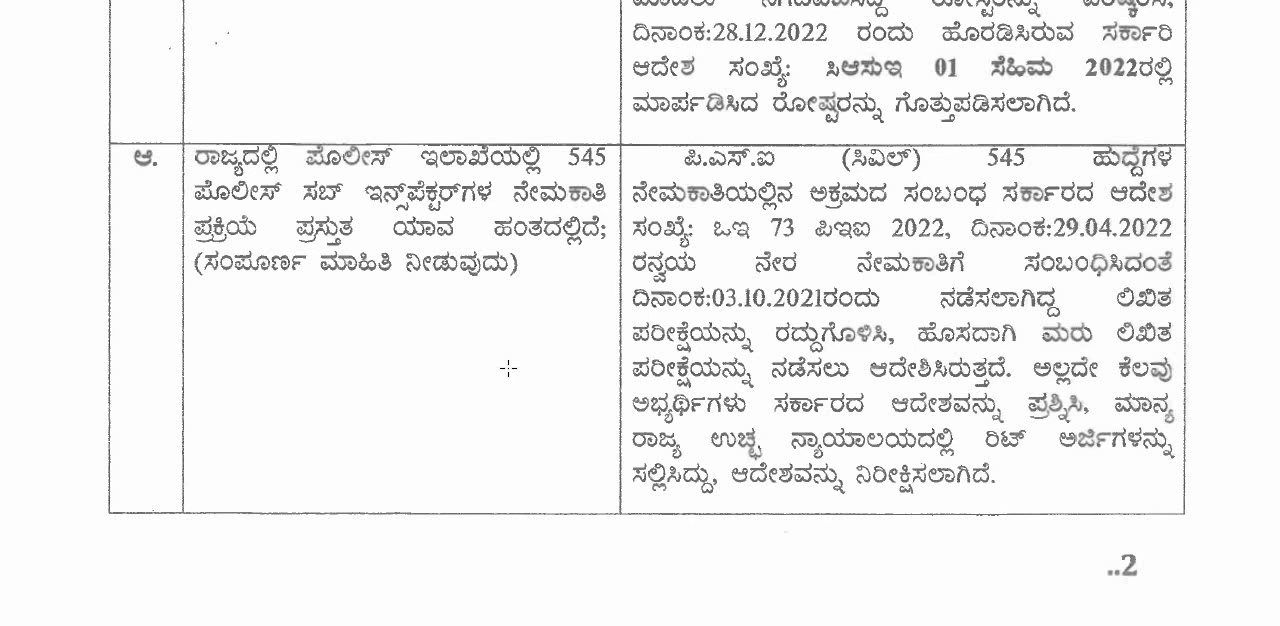 ದಿನಾಂಕ:28.12.2022 ರಂದು ಹೊರಡಿಸಿರುವ ಸರ್ಕಾರಿ
ಆದೇಶ ಸಂಖ್ಯೆ: ಸಿಆಸುಇ 01 ಸೆಹಿಮ 2022ರಲ್ಲಿ
ಮಾರ್ಪಡಿಸಿದ ರೋಷ್ಟರನ್ನು ಗೊತ್ತುಪಡಿಸಲಾಗಿದೆ.
ಆ.
ರಾಜ್ಯದಲ್ಲಿ ಪೊಲೀಸ್ ಇಲಾಖೆಯಲ್ಲಿ 545
ಪೊಲೀಸ್ ಸಬ್ ಇನ್ಸ್‌ಪೆಕ್ಟರ್‌ಗಳ ನೇಮಕಾತಿ
ಪ್ರಕ್ರಿಯೆ ಪ್ರಸ್ತುತ ಯಾವ ಹಂತದಲ್ಲಿದೆ;
(ಸಂಪೂರ್ಣ ಮಾಹಿತಿ ನೀಡುವುದು)
ಪಿ.ಎಸ್.ಐ (ಸಿವಿಲ್) 545 ಹುದ್ದೆಗಳ
ನೇಮಕಾತಿಯಲ್ಲಿನ ಅಕ್ರಮದ ಸಂಬಂಧ ಸರ್ಕಾರದ ಆದೇಶ
ಸಂಖ್ಯೆ: ಒಇ 73 ಪಿಇಐ 2022, ದಿನಾಂಕ:29.04.2022
ರನ್ವಯ ನೇರ ನೇಮಕಾತಿಗೆ ಸಂಬಂಧಿಸಿದಂತೆ
ದಿನಾಂಕ:03.10.2021ರಂದು ನಡೆಸಲಾಗಿದ್ದ ಲಿಖಿತ
ಪರೀಕ್ಷೆಯನ್ನು ರದ್ದುಗೊಳಿಸಿ, ಹೊಸದಾಗಿ ಮರು ಲಿಖಿತ
ಪರೀಕ್ಷೆಯನ್ನು ನಡೆಸಲು ಆದೇಶಿಸಿರುತ್ತದೆ. ಅಲ್ಲದೇ ಕೆಲವು
ಅಭ್ಯರ್ಥಿಗಳು ಸರ್ಕಾರದ ಆದೇಶವನ್ನು ಪ್ರಶ್ನಿಸಿ, ಮಾನ್ಯ
ರಾಜ್ಯ ಉಚ್ಛ ನ್ಯಾಯಾಲಯದಲ್ಲಿ ರಿಟ್ ಅರ್ಜಿಗಳನ್ನು
ಸಲ್ಲಿಸಿದ್ದು, ಆದೇಶವನ್ನು ನಿರೀಕ್ಷಿಸಲಾಗಿದೆ.
..2